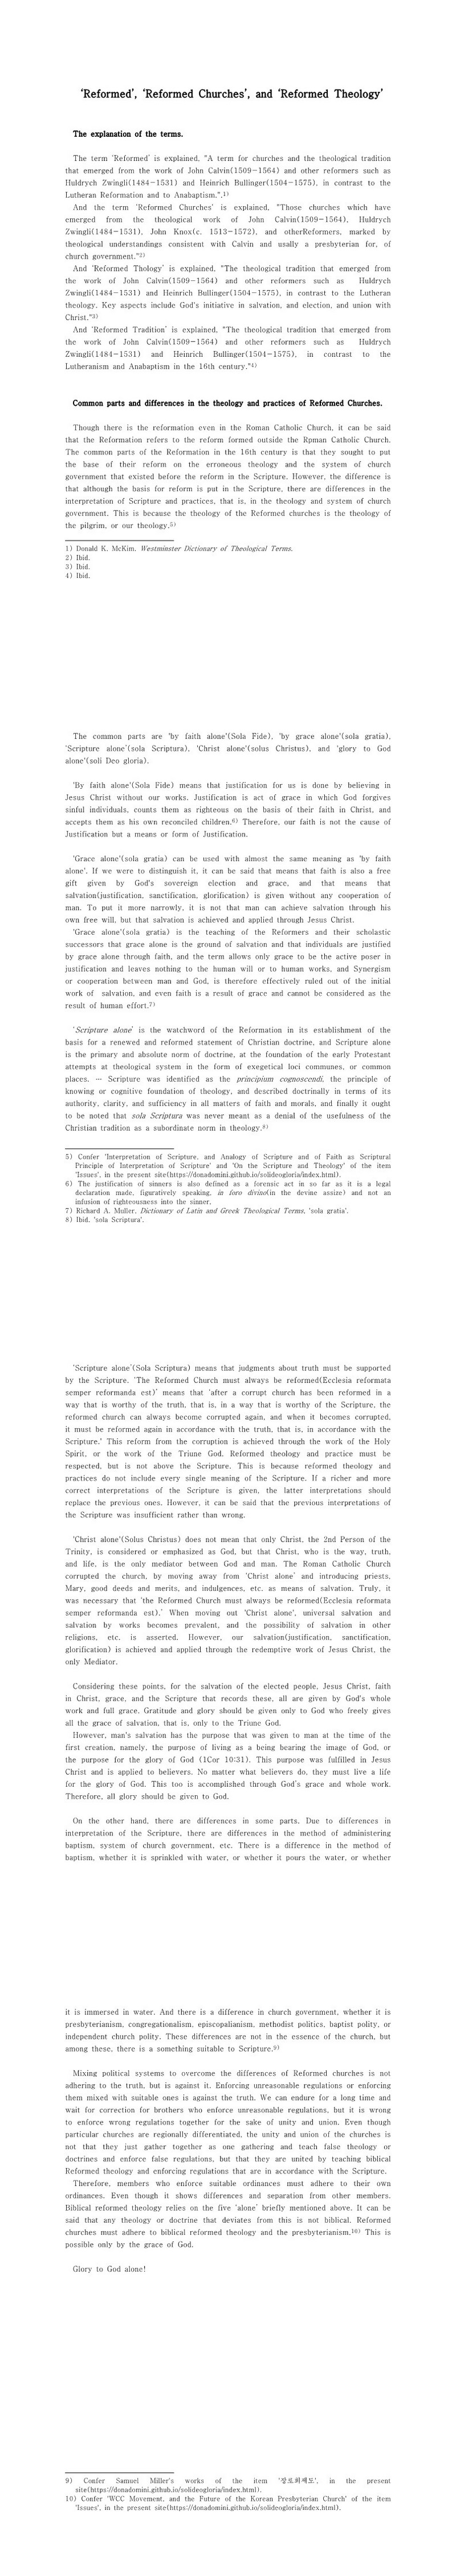 ‘Reformed’, ‘Reformed Churches’, and ‘Reformed Theology’
The explanation of the terms.
The term ‘Reformed’ is explained, "A term for churches and the theological tradition
that emerged from the work of John Calvin(1509-1564) and other reformers such as
Huldrych Zwingli(1484-1531) and Heinrich Bullinger(1504-1575), in contrast to the
Lutheran Reformation and to Anabaptism."1)
And the term ‘Reformed Churches’ is explained, "Those churches which have
emerged from the theological work of John Calvin(1509-1564), Huldrych
Zwingli(1484-1531), John Knox(c. 1513-1572), and otherReformers, marked by
theological understandings consistent with Calvin and usually a presbyterian for, of
church government."2)
And ‘Reformed Thology’ is explained, "The theological tradition that emerged from
the work of John Calvin(1509-1564) and other reformers such as Huldrych
Zwingli(1484-1531) and Heinrich Bullinger(1504-1575), in contrast to the Lutheran
theology. Key aspects include God's initiative in salvation, and election, and union with
Christ."3)
And ‘Reformed Tradition’ is explained, "The theological tradition that emerged from
the work of John Calvin(1509-1564) and other reformers such as Huldrych
Zwingli(1484-1531) and Heinrich Bullinger(1504-1575), in contrast to the
Lutheranism and Anabaptism in the 16th century."4)
Common parts and differences in the theology and practices of Reformed Churches.
Though there is the reformation even in the Roman Catholic Church, it can be said
that the Reformation refers to the reform formed outside the Rpman Catholic Church.
The common parts of the Reformation in the 16th century is that they sought to put
the base of their reform on the erroneous theology and the system of church
government that existed before the reform in the Scripture. However, the difference is
that although the basis for reform is put in the Scripture, there are differences in the
interpretation of Scripture and practices, that is, in the theology and system of church
government. This is because the theology of the Reformed churches is the theology of
the pilgrim, or our theology.5)
1) Donald K, McKim, Westminster Dictionary of Theological Terms.
2) Ibid.
3) Ibid.
4) Ibid.
The common parts are 'by faith alone'(Sola Fide), 'by grace alone'(sola gratia),
'Scripture alone'(sola Scriptura), 'Christ alone'(solus Christus), and 'glory to God
alone'(soli Deo gloria).
'By faith alone'(Sola Fide) means that justification for us is done by believing in
Jesus Christ without our works. Justification is act of grace in which God forgives
sinful individuals, counts them as righteous on the basis of their faith in Christ, and
accepts them as his own reconciled children.6) Therefore, our faith is not the cause of
Justification but a means or form of Justification.
'Grace alone'(sola gratia) can be used with almost the same meaning as 'by faith
alone'. If we were to distinguish it, it can be said that means that faith is also a free
gift given by God's sovereign election and grace, and that means that
salvation(justification, sanctification, glorification) is given without any cooperation of
man. To put it more narrowly, it is not that man can achieve salvation through his
own free will, but that salvation is achieved and applied through Jesus Christ.
'Grace alone'(sola gratia) is the teaching of the Reformers and their scholastic
successors that grace alone is the ground of salvation and that individuals are justified
by grace alone through faith, and the term allows only grace to be the active poser in
justification and leaves nothing to the human will or to human works, and Synergism
or cooperation between man and God, is therefore effectively ruled out of the initial
work of salvation, and even faith is a result of grace and cannot be considered as the
result of human effort.7)
'Scripture alone' is the watchword of the Reformation in its establishment of the
basis for a renewed and reformed statement of Christian doctrine, and Scripture alone
is the primary and absolute norm of doctrine, at the foundation of the early Protestant
attempts at theological system in the form of exegetical loci communes, or common
places. … Scripture was identified as the principium cognoscendi, the principle of
knowing or cognitive foundation of theology, and described doctrinally in terms of its
authority, clarity, and sufficiency in all matters of faith and morals, and finally it ought
to be noted that sola Scriptura was never meant as a denial of the usefulness of the
Christian tradition as a subordinate norm in theology.8)
5) Confer 'Interpretation of Scripture, and Analogy of Scripture and of Faith as Scriptural
Principle of Interpretation of Scripture' and 'On the Scripture and Theology' of the item
'Issues', in the present site(https://donadomini.github.io/solideogloria/index.html).
6) The justification of sinners is also defined as a forensic act in so far as it is a legal
declaration made, figuratively speaking, in foro divino(in the devine assize) and not an
infusion of righteousness into the sinner.
7) Richard A. Muller, Dictionary of Latin and Greek Theological Terms, 'sola gratia'.
8) Ibid, 'sola Scriptura'.
'Scripture alone'(Sola Scriptura) means that judgments about truth must be supported
by the Scripture. 'The Reformed Church must always be reformed(Ecclesia reformata
semper reformanda est)' means that 'after a corrupt church has been reformed in a
way that is worthy of the truth, that is, in a way that is worthy of the Scripture, the
reformed church can always become corrupted again, and when it becomes corrupted,
it must be reformed again in accordance with the truth, that is, in accordance with the
Scripture.' This reform from the corruption is achieved through the work of the Holy
Spirit, or the work of the Triune God. Reformed theology and practice must be
respected, but is not above the Scripture. This is because reformed theology and
practices do not include every single meaning of the Scripture. If a richer and more
correct interpretations of the Scripture is given, the latter interpretations should
replace the previous ones. However, it can be said that the previous interpretations of
the Scripture was insufficient rather than wrong.
'Christ alone'(Solus Christus) does not mean that only Christ, the 2nd Person of the
Trinity, is considered or emphasized as God, but that Christ, who is the way, truth,
and life, is the only mediator between God and man. The Roman Catholic Church
corrupted the church, by moving away from 'Christ alone' and introducing priests,
Mary, good deeds and merits, and indulgences, etc. as means of salvation. Truly, it
was necessary that 'the Reformed Church must always be reformed(Ecclesia reformata
semper reformanda est).' When moving out 'Christ alone', universal salvation and
salvation by works becomes prevalent, and the possibility of salvation in other
religions, etc. is asserted. However, our salvation(justification, sanctification,
glorification) is achieved and applied through the redemptive work of Jesus Christ, the
only Mediator.
Considering these points, for the salvation of the elected people, Jesus Christ, faith
in Christ, grace, and the Scripture that records these, all are given by God's whole
work and full grace. Gratitude and glory should be given only to God who freely gives
all the grace of salvation, that is, only to the Triune God.
However, man's salvation has the purpose that was given to man at the time of the
first creation, namely, the purpose of living as a being bearing the image of God, or
the purpose for the glory of God (1Cor 10:31). This purpose was fulfilled in Jesus
Christ and is applied to believers. No matter what believers do, they must live a life
for the glory of God. This too is accomplished through God's grace and whole work.
Therefore, all glory should be given to God.
On the other hand, there are differences in some parts. Due to differences in
interpretation of the Scripture, there are differences in the method of administering
baptism, system of church government, etc. There is a difference in the method of
baptism, whether it is sprinkled with water, or whether it pours the water, or whether
it is immersed in water. And there is a difference in church government, whether it is
presbyterianism, congregationalism, episcopalianism, methodist politics, baptist polity, or
independent church polity. These differences are not in the essence of the church, but
among these, there is a something suitable to Scripture.9)
Mixing political systems to overcome the differences of Reformed churches is not
adhering to the truth, but is against it. Enforcing unreasonable regulations or enforcing
them mixed with suitable ones is against the truth. We can endure for a long time and
wait for correction for brothers who enforce unreasonable regulations, but it is wrong
to enforce wrong regulations together for the sake of unity and union. Even though
particular churches are regionally differentiated, the unity and union of the churches is
not that they just gather together as one gathering and teach false theology or
doctrines and enforce false regulations, but that they are united by teaching biblical
Reformed theology and enforcing regulations that are in accordance with the Scripture.
Therefore, members who enforce suitable ordinances must adhere to their own
ordinances. Even though it shows differences and separation from other members.
Biblical reformed theology relies on the five 'alone' briefly mentioned above. It can be
said that any theology or doctrine that deviates from this is not biblical. Reformed
churches must adhere to biblical reformed theology and the presbyterianism.10) This is
possible only by the grace of God.
Glory to God alone!
9) Confer Samuel Miller's works of the item '장로회제도', in the present
site(https://donadomini.github.io/solideogloria/index.html).
10) Confer 'WCC Movement, and the Future of the Korean Presbyterian Church' of the item
'Issues', in the present site(https://donadomini.github.io/solideogloria/index.html).